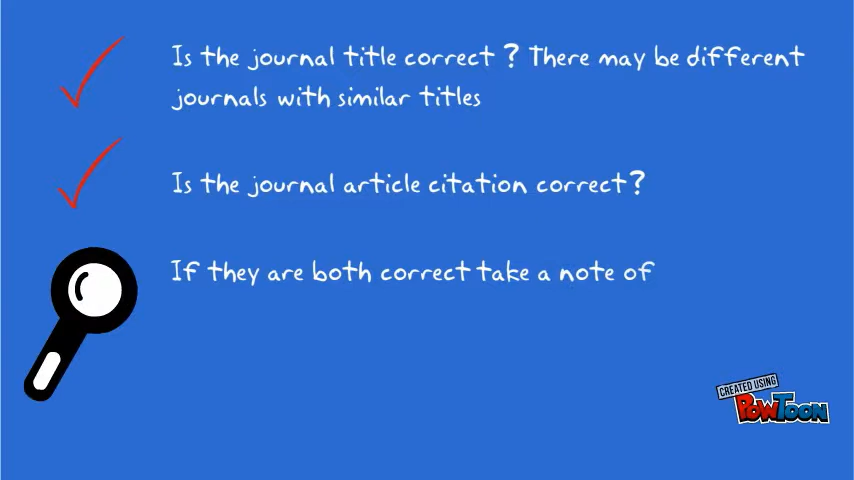 Is the journal title correct ? There may be different
journals with similar titles
Is the journal article citation correct?
If they are both correct take a note of
CREATED USING
PowToon